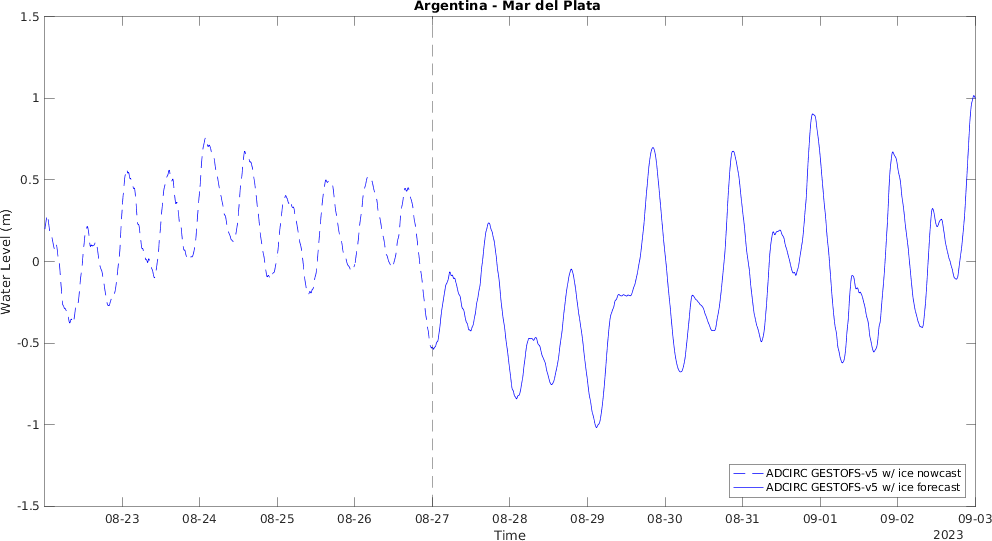 Argentina - Mar del Plata
1.5
1
0.5
0
-0.5
-1
-1.5
Water Level (m)
ADCIRC GESTOFS-v5 w/ ice nowcast
ADCIRC GESTOFS-v5 w/ ice forecast
08-23 08-24 08-25 08-26 08-27 08-28 08-29 08-30 08-31 09-01 09-02 09-03
Time
2023